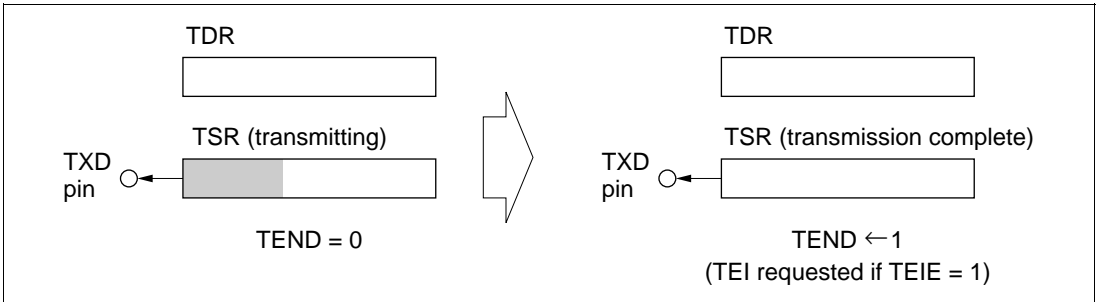 TDR
TSR (transmitting)
TXD
pin
TEND = 0
TDR
TSR (transmission complete)
TXD
pin
TEND ← 1
(TEI requested if TEIE = 1)